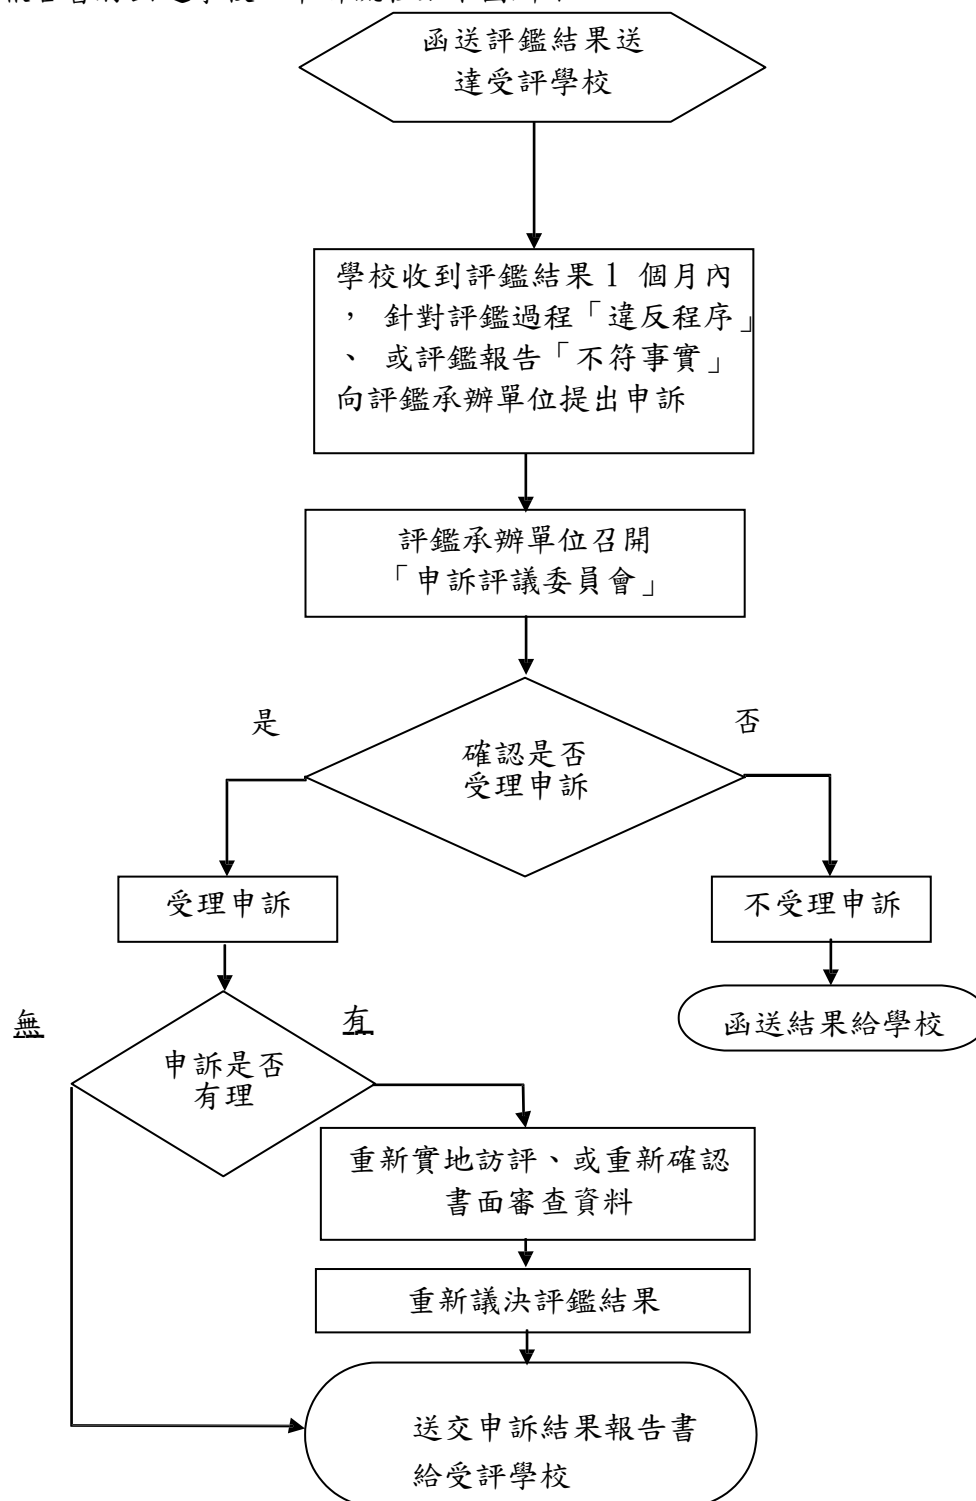 函送評鑑結果送
達受評學校
學校收到評鑑結果 1 個月內
， 針對評鑑過程「違反程序」
、 或評鑑報告「不符事實」
向評鑑承辦單位提出申訴
評鑑承辦單位召開
「申訴評議委員會」
是
否
確認是否
受理申訴
受理申訴
不受理申訴
無
有
函送結果給學校
申訴是否
有理
重新實地訪評、或重新確認
書面審查資料
重新議決評鑑結果
送交申訴結果報告書
給受評學校